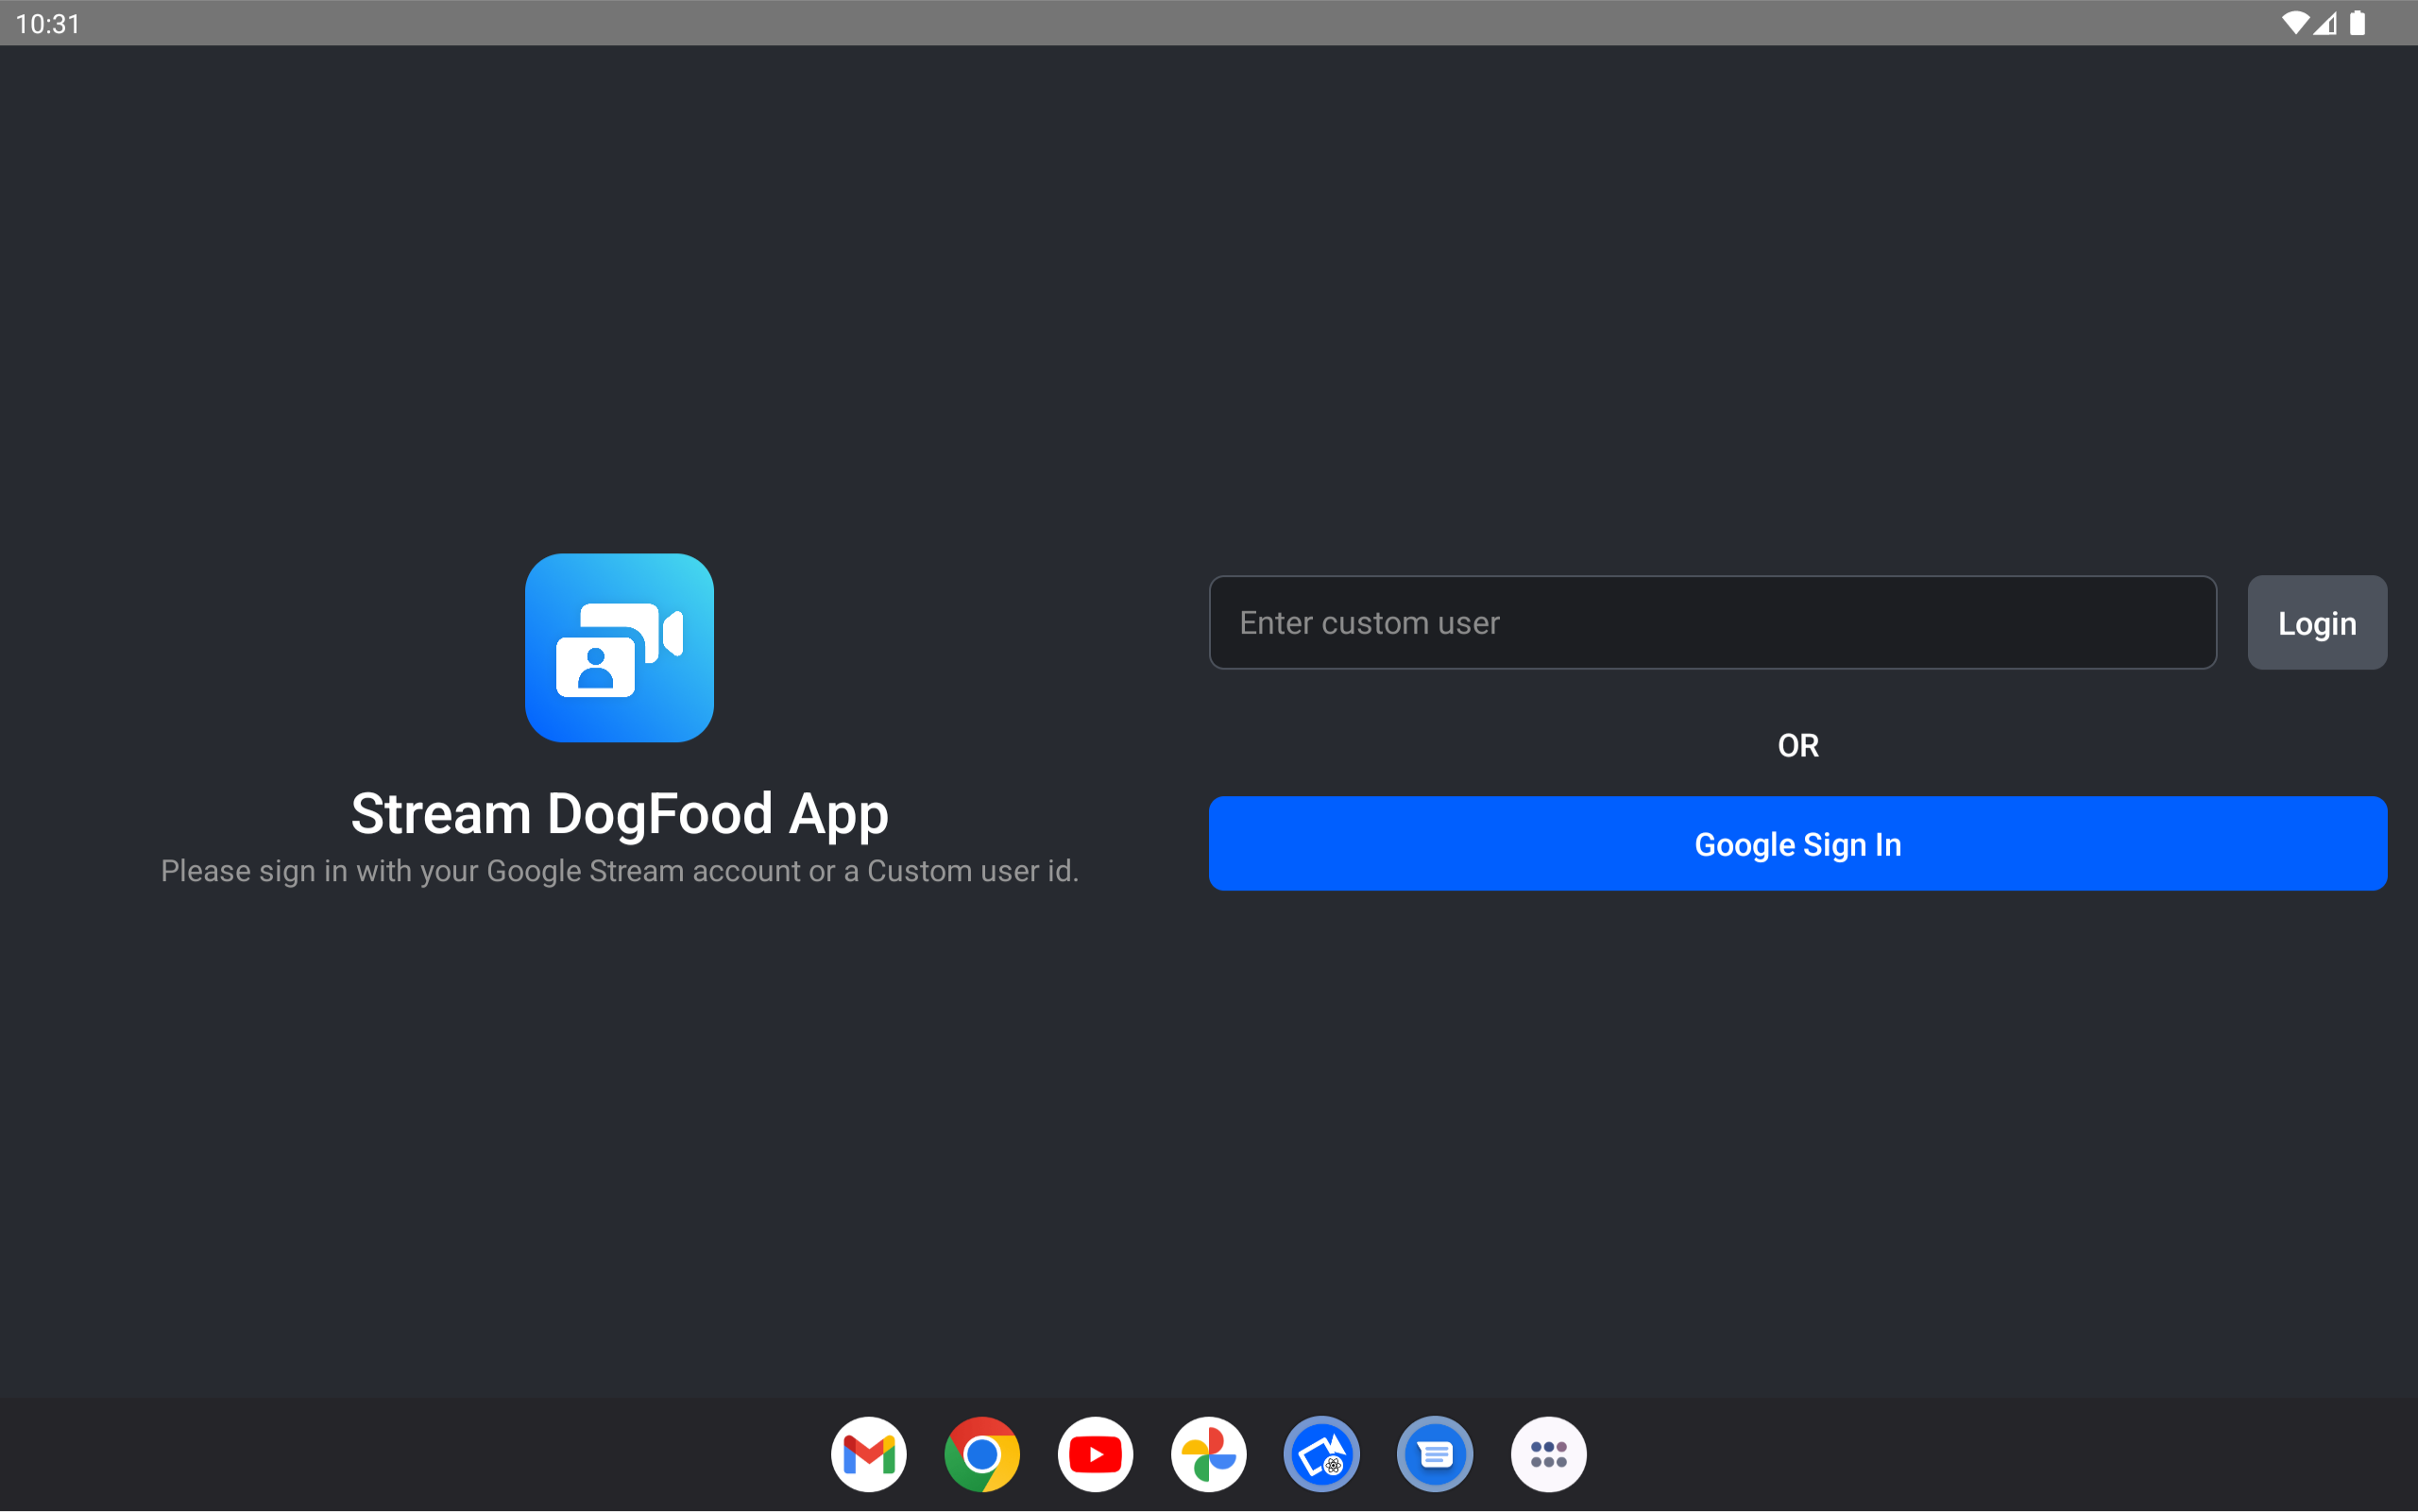 10:31
Stream DogFood App
Please sign in with your Google Stream account or a Custom user id.
Enter custom user
Login
OR
Google Sign In